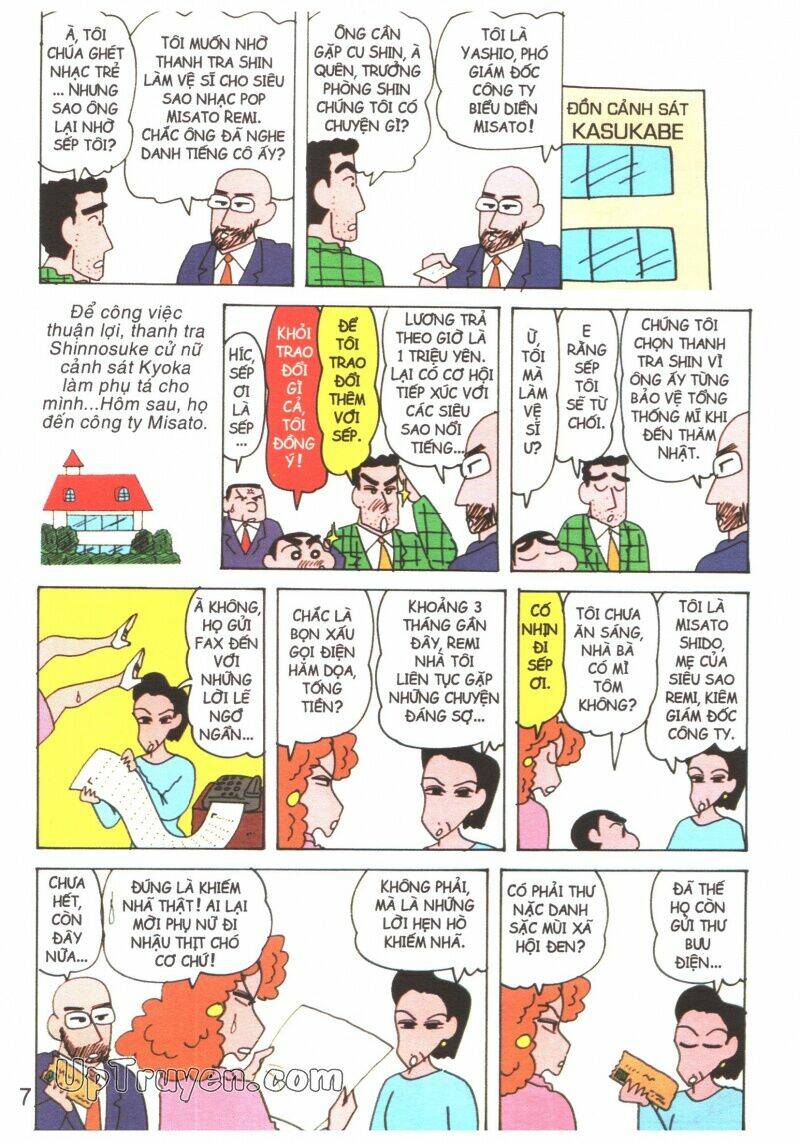 ĐỒN CẢNH SÁT
KASUKABE
TÔI LÀ
YASHIO, PHÓ
GIÁM ĐỐC
CÔNG TY
BIỂU DIỄN
MISATO!
ÔNG CẦN
GẶP CU SHIN, À
QUÊN, TRƯỞNG
PHÒNG SHIN
CHÚNG TÔI CÓ
CHUYỆN GÌ?
TÔI MUỐN NHỜ
THANH TRA SHIN
LÀM VỆ SĨ CHO SIÊU
SAO NHẠC POP
MISATO REMI.
CHẮC ÔNG ĐÃ NGHE
DANH TIẾNG CÔ ẤY?
À, TÔI
CHÚA GHÉT
NHẠC TRẺ
... NHƯNG
SAO ÔNG
LẠI NHỜ
SẾP TÔI?
CHÚNG TÔI
CHỌN THANH
TRA SHIN VÌ
ÔNG ẤY TỪNG
BẢO VỆ TỔNG
THỐNG MĨ KHI
ĐẾN THĂM
NHẬT.
E
RẰNG
SẾP
TÔI
SẼ TỪ
CHỐI.
Ừ, TÔI
MÀ
LÀM
VỆ SĨ
Ư?
LƯƠNG TRẢ
THEO GIỜ LÀ
1 TRIỆU YÊN.
LẠI CÓ CƠ HỘI
TIẾP XÚC VỚI
CÁC SIÊU
SAO NỔI
TIẾNG...
ĐỂ
TÔI
TRAO
ĐỔI
THÊM
VỚI
SẾP.
KHỎI
TRAO
ĐỔI
GÌ
CẢ,
TÔI
ĐỒNG
Ý!
HÍC,
SẾP
ƠI
LÀ
SẾP...
Để công việc
thuận lợi, thanh tra
Shinnosuke cử nữ
cảnh sát Kyoka
làm phụ tá cho
mình...Hôm sau, họ
đến công ty Misato.
TÔI LÀ
MISATO
SHIDO,
MẸ CỦA
SIÊU SAO
REMI, KIÊM
GIÁM ĐỐC
CÔNG TY.
TÔI CHƯA
ĂN SÁNG,
NHÀ BÀ
CÓ MÌ
TÔM
KHÔNG?
CÓ
NHỊN
ĐI
SẾP
ƠI.
KHOẢNG 3
THÁNG GẦN
ĐÂY, REMI
NHÀ TÔI
LIÊN TỤC GẶP
NHỮNG CHUYỆN
ĐÁNG SỢ...
CHẮC LÀ
BỌN XẤU
GỌI ĐIỆN
HĂM DỌA,
TỐNG
TIỀN?
À KHÔNG,
HỌ GỬI
FAX ĐẾN
VỚI
NHỮNG
LỜI LẼ
NGỚ
NGẨN...
ĐÃ THẾ
HỌ CÒN
GỬI THƯ
BƯU
ĐIỆN...
CÓ PHẢI THƯ
NẶC DANH
SẶC MÙI XÃ
HỘI ĐEN?
KHÔNG PHẢI,
MÀ LÀ NHỮNG
LỜI HẸN HÒ
KHIẾM NHÃ.
ĐÚNG LÀ KHIẾM
NHÃ THẬT! AI LẠI
MỜI PHỤ NỮ ĐI
NHẬU THỊT CHÓ
CƠ CHỨ!
CHƯA
HẾT,
CÒN
ĐÂY
NỮA...
7
UpTruyen.com